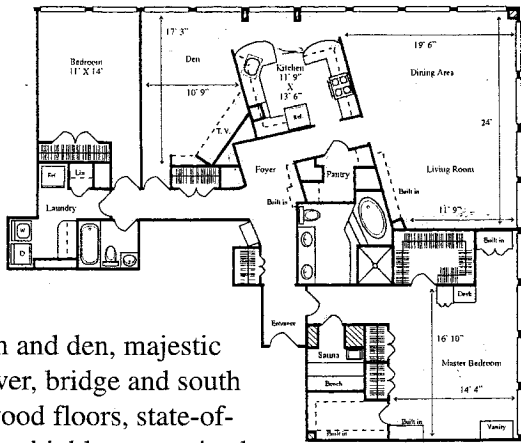 17' 3"
19' 6"
Bedroom
11' X 14'
Den
Kitchen
11' 9"
X
13' 6"
Dining Area
10' 9"
T.V.
Ref.
24'
Foyer
Pantry
Living Room
Ref
Lin
Built in
Built in
Laundry
11' 9"
W
D
Built in
Desk
Entrance
16' 10"
Sauna
Master Bedroom
Bench
14' 4"
Built in
Built in
Vanity
n and den, majestic
ver, bridge and south
wood floors, state-of-